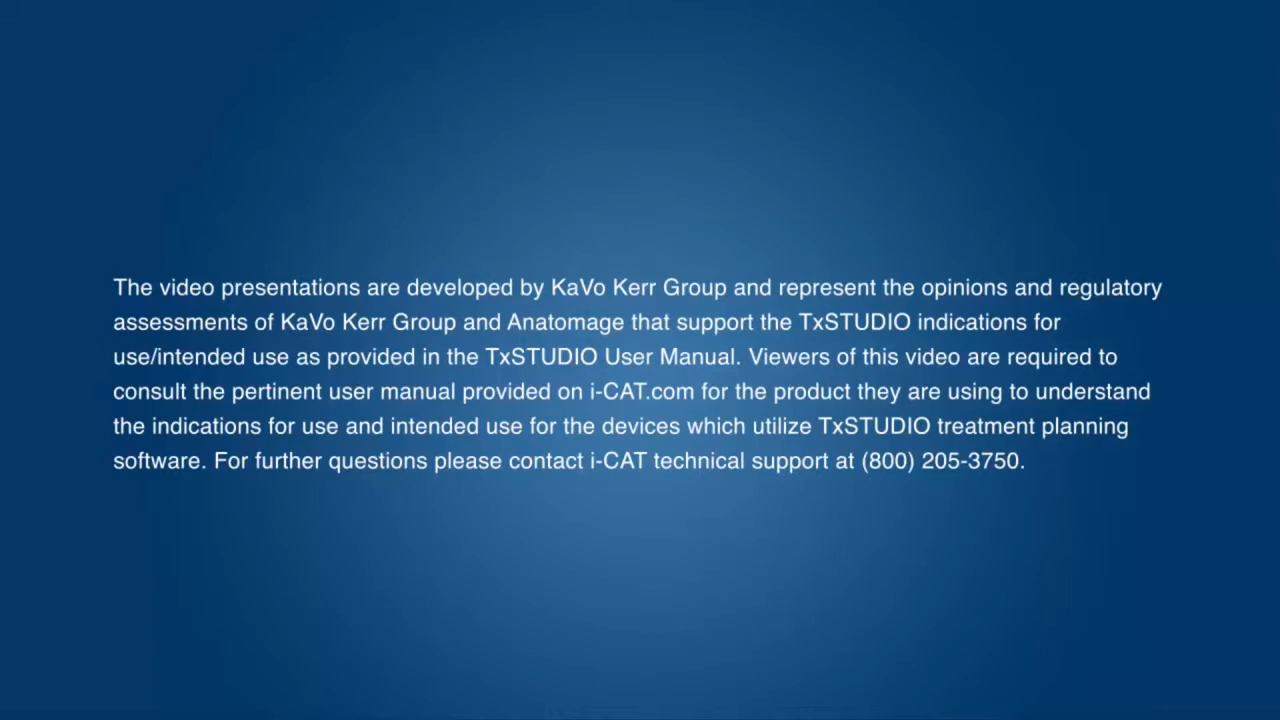 The video presentations are developed by KaVo Kerr Group and represent the opinions and regulatory
assessments of KaVo Kerr Group and Anatomage that support the TxSTUDIO indications for
use/intended use as provided in the TxSTUDIO User Manual. Viewers of this video are required to
consult the pertinent user manual provided on i-CAT.com for the product they are using to understand
the indications for use and intended use for the devices which utilize TxSTUDIO treatment planning
software. For further questions please contact i-CAT technical support at (800) 205-3750.